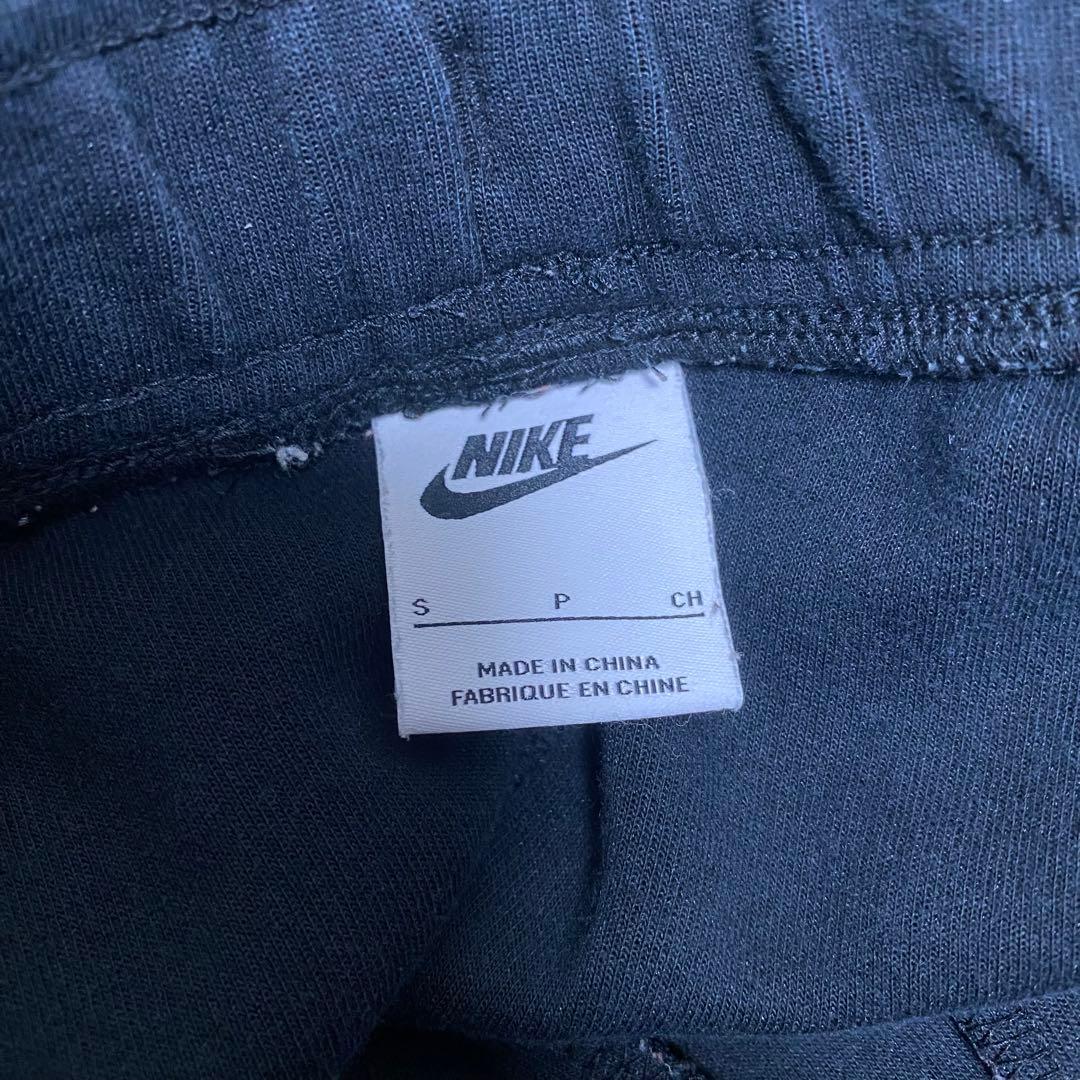 NIKE
S P CH
MADE IN CHINA
FABRIQUE EN CHINE